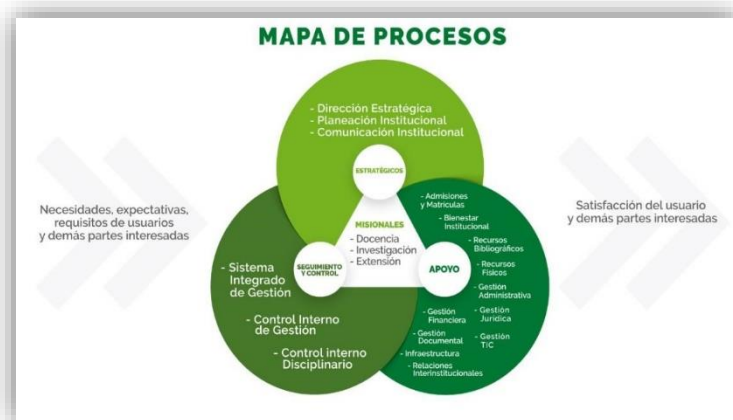 MAPA DE PROCESOS
- Dirección Estratégica
- Planeación Institucional
- Comunicación Institucional
ESTRATÉGICOS
Necesidades, expectativas,
requisitos de usuarios
y demás partes interesadas
MISIONALES
- Docencia
- Investigación
- Extensión
SEGUIMIENTO
Y CONTROL
- Sistema
Integrado
de Gestión
- Control Interno
de Gestión
- Control interno
Disciplinario
APOYO
- Admisiones
y Matrículas
- Bienestar
Institucional
- Recursos
Bibliográficos
- Recursos
Físicos
- Gestión
Administrativa
- Gestión
Jurídica
- Gestión
TIC
- Gestión
Financiera
- Gestión
Documental
- Infraestructura
- Relaciones
Interinstitucionales
Satisfacción del usuario
y demás partes interesadas